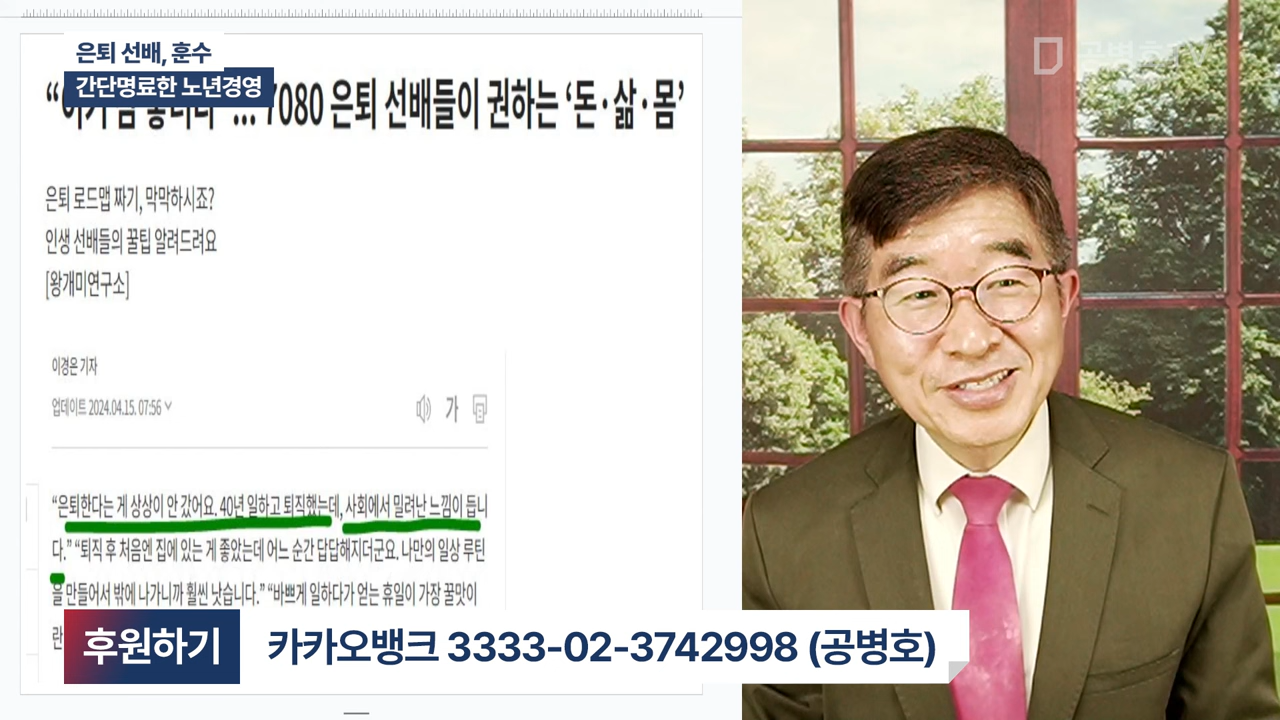 은퇴 선배, 훈수
간단명료한 노년경영
7080 은퇴 선배들이 권하는 ‘돈·삶·몸’
은퇴 로드맵 짜기, 막막하시죠?
인생 선배들의 꿀팁 알려드려요
[왕개미연구소]
이경은 기자
업데이트 2024.04.15. 07:56
가
“은퇴한다는 게 상상이 안 갔어요. 40년 일하고 퇴직했는데, 사회에서 밀려난 느낌이 듭니
다.” “퇴직 후 처음엔 집에 있는 게 좋았는데 어느 순간 답답해지더군요. 나만의 일상 루틴
을 만들어서 밖에 나가니까 훨씬 낫습니다.” “바쁘게 일하다가 얻는 휴일이 가장 꿀맛이
란
후원하기
카카오뱅크 3333-02-3742998 (공병호)
공병호TV